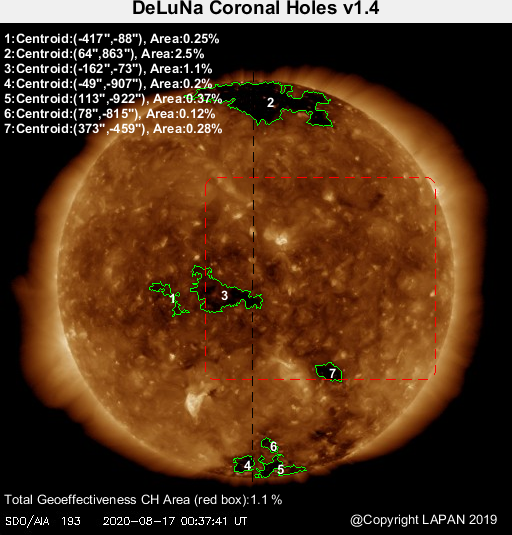 DeLuNa Coronal Holes v1.4
1:Centroid:(-417",-88"), Area:0.25%
2:Centroid:(64",863"), Area:2.5%
3:Centroid:(-162",-73"), Area:1.1%
4:Centroid:(-49",-907"), Area:0.2%
5:Centroid:(113",-922"), Area:0.37%
6:Centroid:(78",-815"), Area:0.12%
7:Centroid:(373",-459"), Area:0.28%
2
1
3
7
6
4
5
Total Geoeffectiveness CH Area (red box):1.1 %
SDO/AIA 193 2020-08-17 00:37:41 UT
@Copyright LAPAN 2019